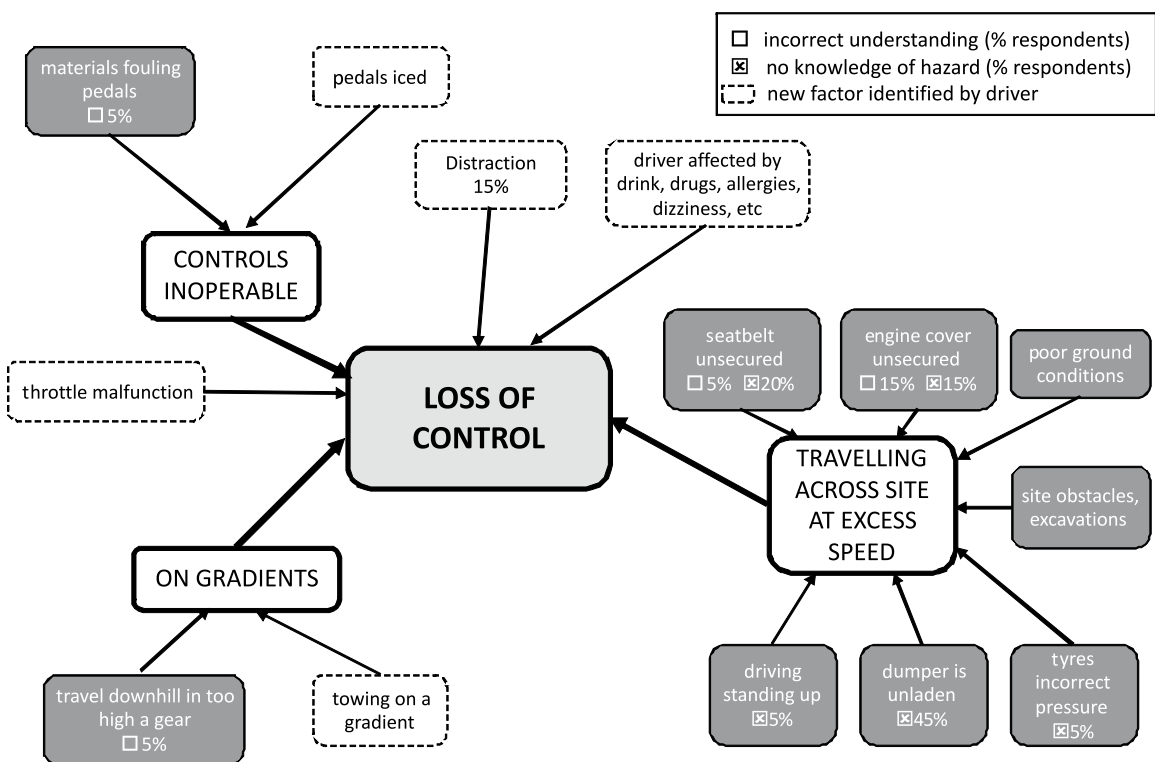 ☐ incorrect understanding (% respondents)
☒ no knowledge of hazard (% respondents)
new factor identified by driver
materials fouling
pedals
☐ 5%
pedals iced
Distraction
15%
driver affected by
drink, drugs, allergies,
dizziness, etc
CONTROLS
INOPERABLE
throttle malfunction
LOSS OF
CONTROL
seatbelt
unsecured
☐ 5% ☒20%
engine cover
unsecured
☐ 15% ☒15%
poor ground
conditions
TRAVELLING
ACROSS SITE
AT EXCESS
SPEED
site obstacles,
excavations
ON GRADIENTS
travel downhill in too
high a gear
☐ 5%
towing on a
gradient
driving
standing up
☒5%
dumper is
unladen
☒45%
tyres
incorrect
pressure
☒5%